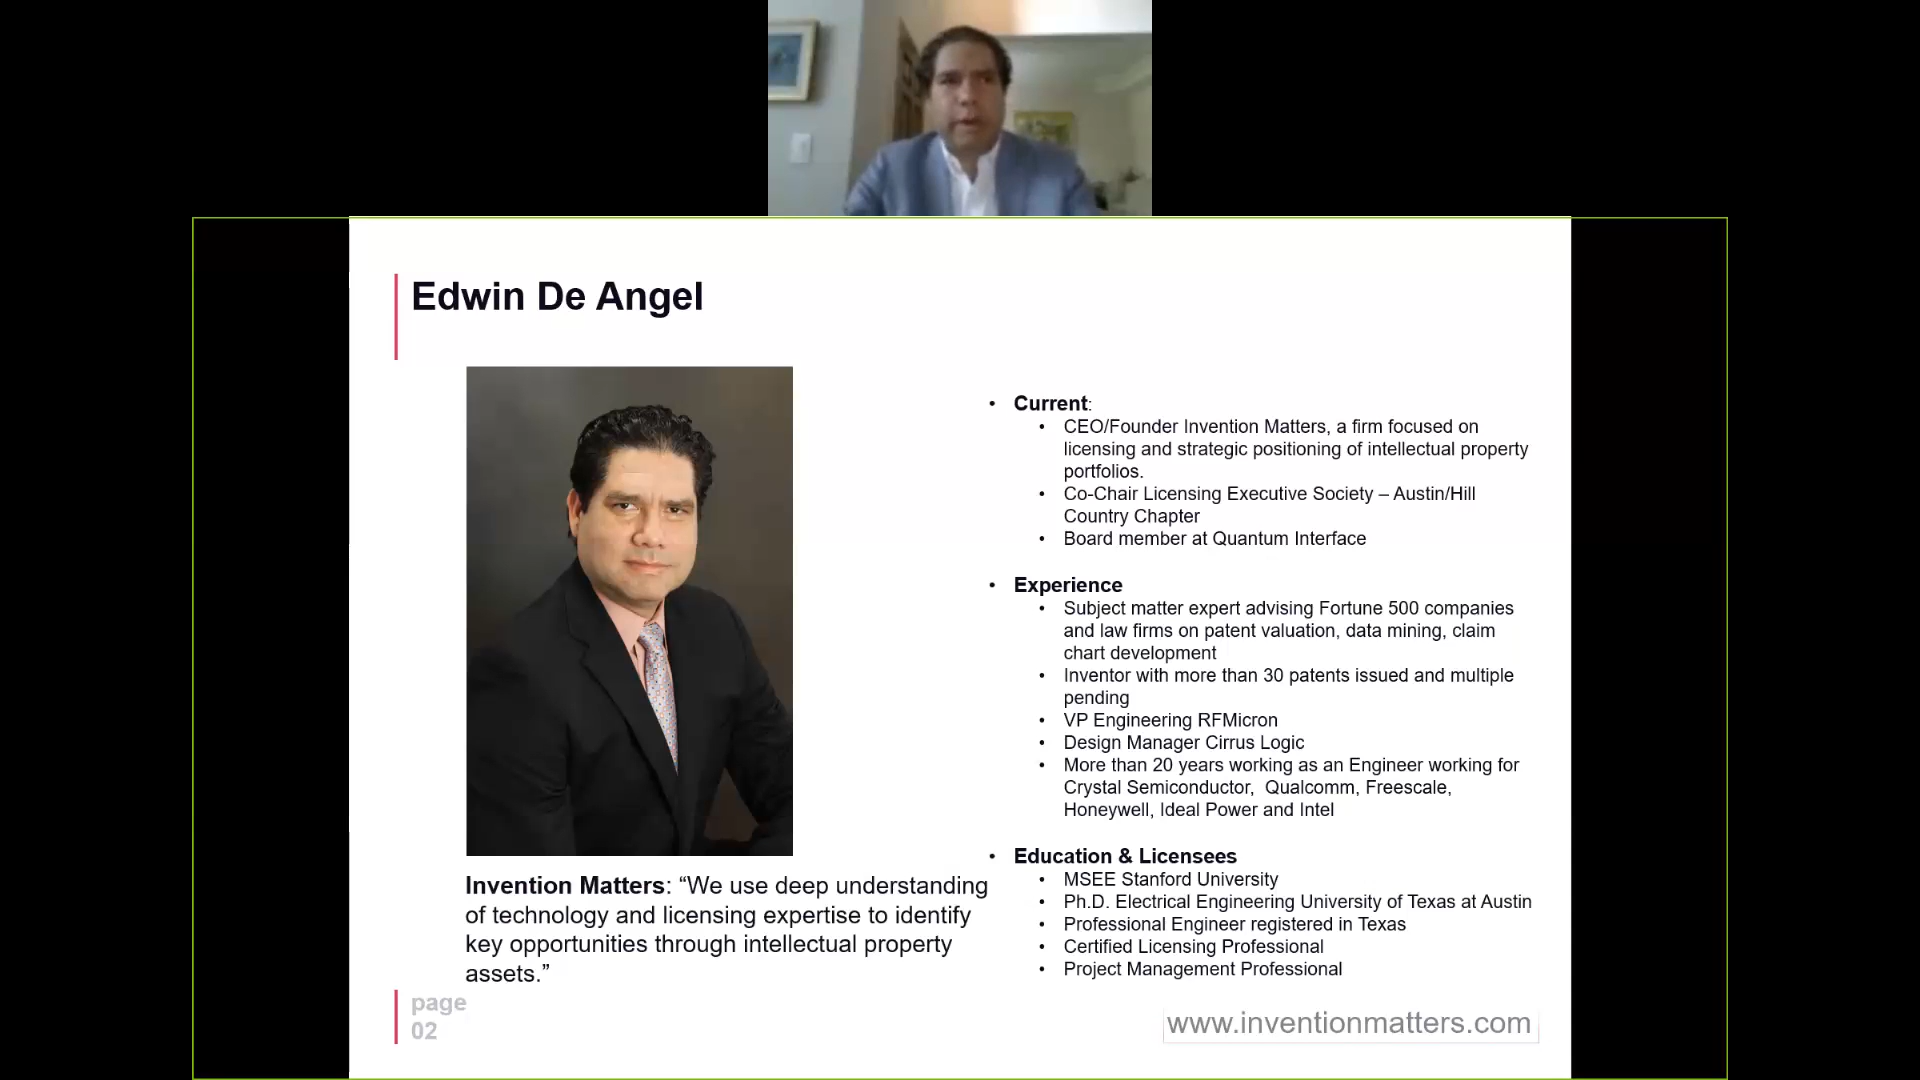 Edwin De Angel
Invention Matters: “We use deep understanding
of technology and licensing expertise to identify
key opportunities through intellectual property
assets.”
• Current:
• CEO/Founder Invention Matters, a firm focused on
licensing and strategic positioning of intellectual property
portfolios.
• Co-Chair Licensing Executive Society – Austin/Hill
Country Chapter
• Board member at Quantum Interface
• Experience
• Subject matter expert advising Fortune 500 companies
and law firms on patent valuation, data mining, claim
chart development
• Inventor with more than 30 patents issued and multiple
pending
• VP Engineering RFMicron
• Design Manager Cirrus Logic
• More than 20 years working as an Engineer working for
Crystal Semiconductor, Qualcomm, Freescale,
Honeywell, Ideal Power and Intel
• Education & Licensees
• MSEE Stanford University
• Ph.D. Electrical Engineering University of Texas at Austin
• Professional Engineer registered in Texas
• Certified Licensing Professional
• Project Management Professional
page
02
www.inventionmatters.com